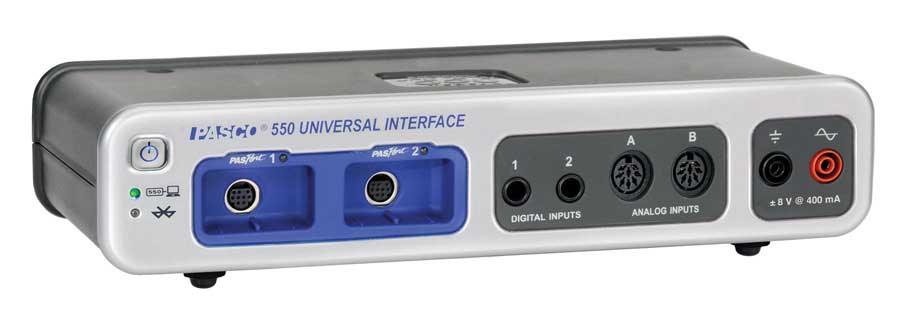 PASCO® 550 UNIVERSAL INTERFACE
PASPort 1
PASPort 2
550
1
2
A
B
DIGITAL INPUTS
ANALOG INPUTS
± 8 V @ 400 mA